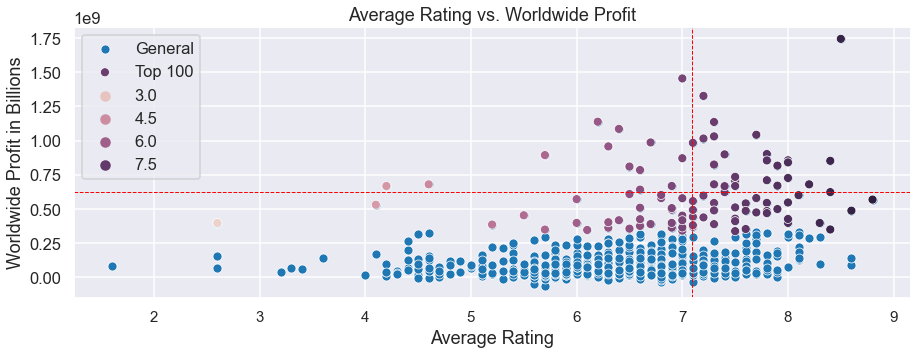 Average Rating vs. Worldwide Profit
1e9
1.75
1.50
1.25
1.00
0.75
0.50
0.25
0.00
Worldwide Profit in Billions
General
Top 100
3.0
4.5
6.0
7.5
2 3 4 5 6 7 8 9
Average Rating